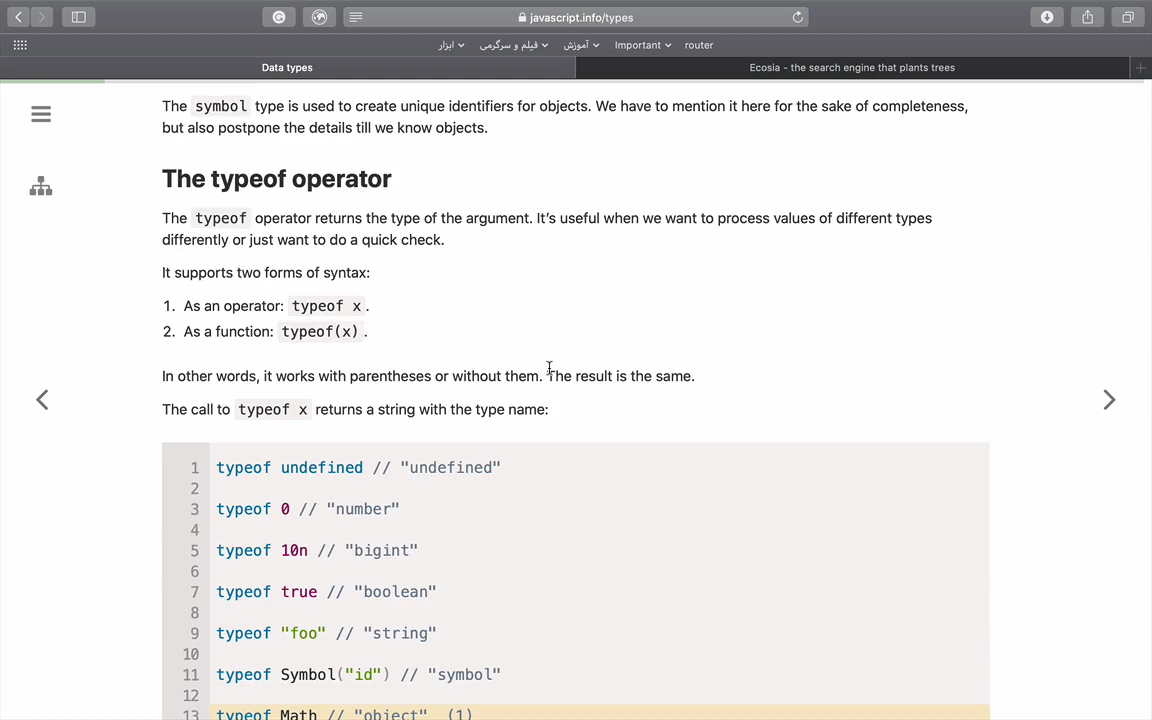 javascript.info/types
ابزار
فیلم و سرگرمی
آموزش
Important
router
Data types
Ecosia - the search engine that plants trees
The symbol type is used to create unique identifiers for objects. We have to mention it here for the sake of completeness,
but also postpone the details till we know objects.
The typeof operator
The typeof operator returns the type of the argument. It’s useful when we want to process values of different types
differently or just want to do a quick check.
It supports two forms of syntax:
1. As an operator: typeof x.
2. As a function: typeof(x).
In other words, it works with parentheses or without them. The result is the same.
The call to typeof x returns a string with the type name:
1 typeof undefined // "undefined"
2
3 typeof 0 // "number"
4
5 typeof 10n // "bigint"
6
7 typeof true // "boolean"
8
9 typeof "foo" // "string"
10
11 typeof Symbol("id") // "symbol"
12
13 typeof Math // "object" (1)